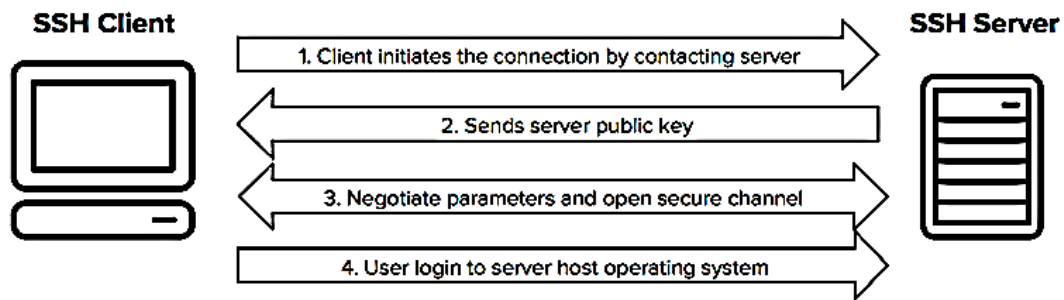 SSH Client
SSH Server
1. Client initiates the connection by contacting server
2. Sends server public key
3. Negotiate parameters and open secure channel
4. User login to server host operating system